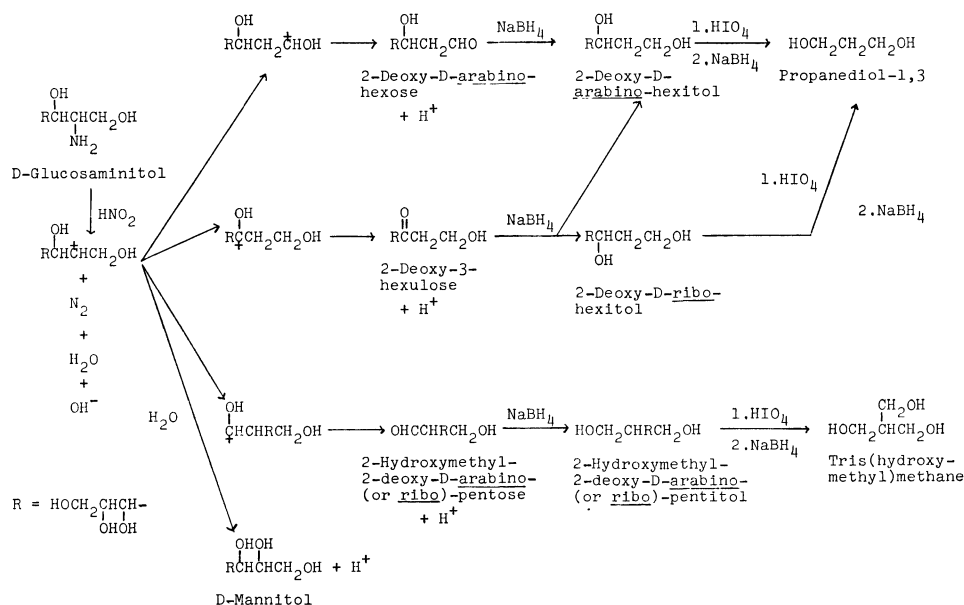 OH
RCHCH2C⁺HOH
OH
RCHCH2CHO
NaBH4
OH
RCHCH2CH2OH
1.HIO4
2.NaBH4
HOCH2CH2CH2OH
2-Deoxy-D-arabino-
hexose
+ H⁺
2-Deoxy-D-
arabino-hexitol
Propanediol-1,3
OH
RCHCHCH2OH
NH2
D-Glucosaminitol
HNO2
OH
RCHC⁺HCH2OH
+
N2
+
H2O
+
OH⁻
OH
RCCH2CH2OH
+
O
RCCH2CH2OH
NaBH4
OH
RCHCH2CH2OH
1.HIO4
2.NaBH4
2-Deoxy-3-
hexulose
+ H⁺
2-Deoxy-D-ribo-
hexitol
H2O
OH
CHCHRCH2OH
+
OHCCHRCH2OH
NaBH4
HOCH2CHRCH2OH
1.HIO4
2.NaBH4
CH2OH
HOCH2CHCH2OH
2-Hydroxymethyl-
2-deoxy-D-arabino-
(or ribo)-pentose
+ H⁺
2-Hydroxymethyl-
2-deoxy-D-arabino-
(or ribo)-pentitol
Tris(hydroxy-
methyl)methane
R = HOCH2CHCH-
OHOH
OHOH
RCHCHCH2OH + H⁺
D-Mannitol